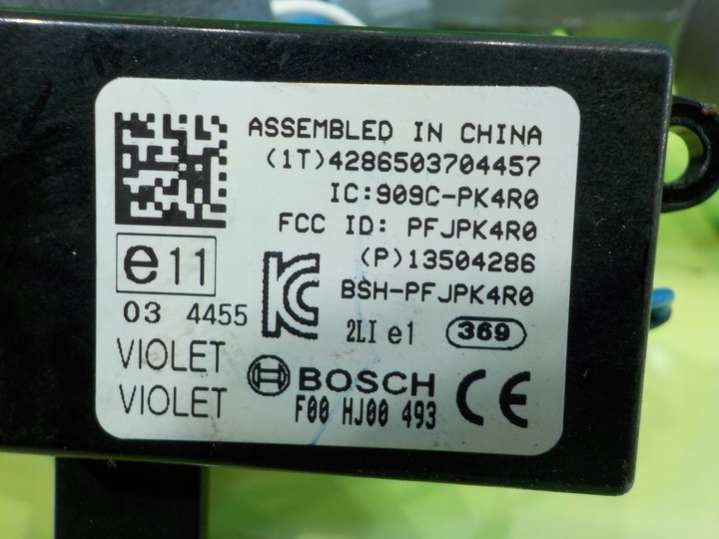 ASSEMBLED IN CHINA
(1T)4286503704457
IC:909C-PK4R0
FCC ID: PFJPK4R0
(P)13504286
BSH-PFJPK4R0
e11
03 4455
2LI e1 369
VIOLET
VIOLET
BOSCH
F00 HJ00 493
CE